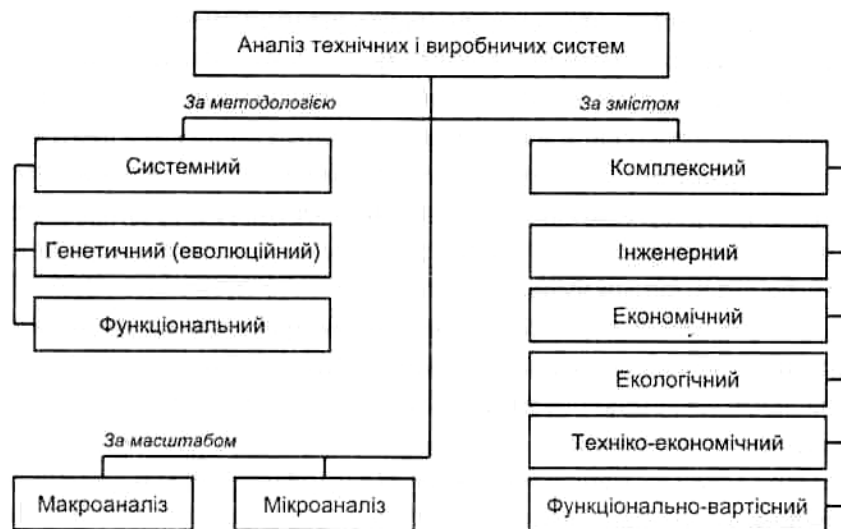 Аналіз технічних і виробничих систем
За методологією
За змістом
Системний
Генетичний (еволюційний)
Функціональний
Комплексний
Інженерний
Економічний
Екологічний
Техніко-економічний
Функціонально-вартісний
За масштабом
Макроаналіз
Мікроаналіз